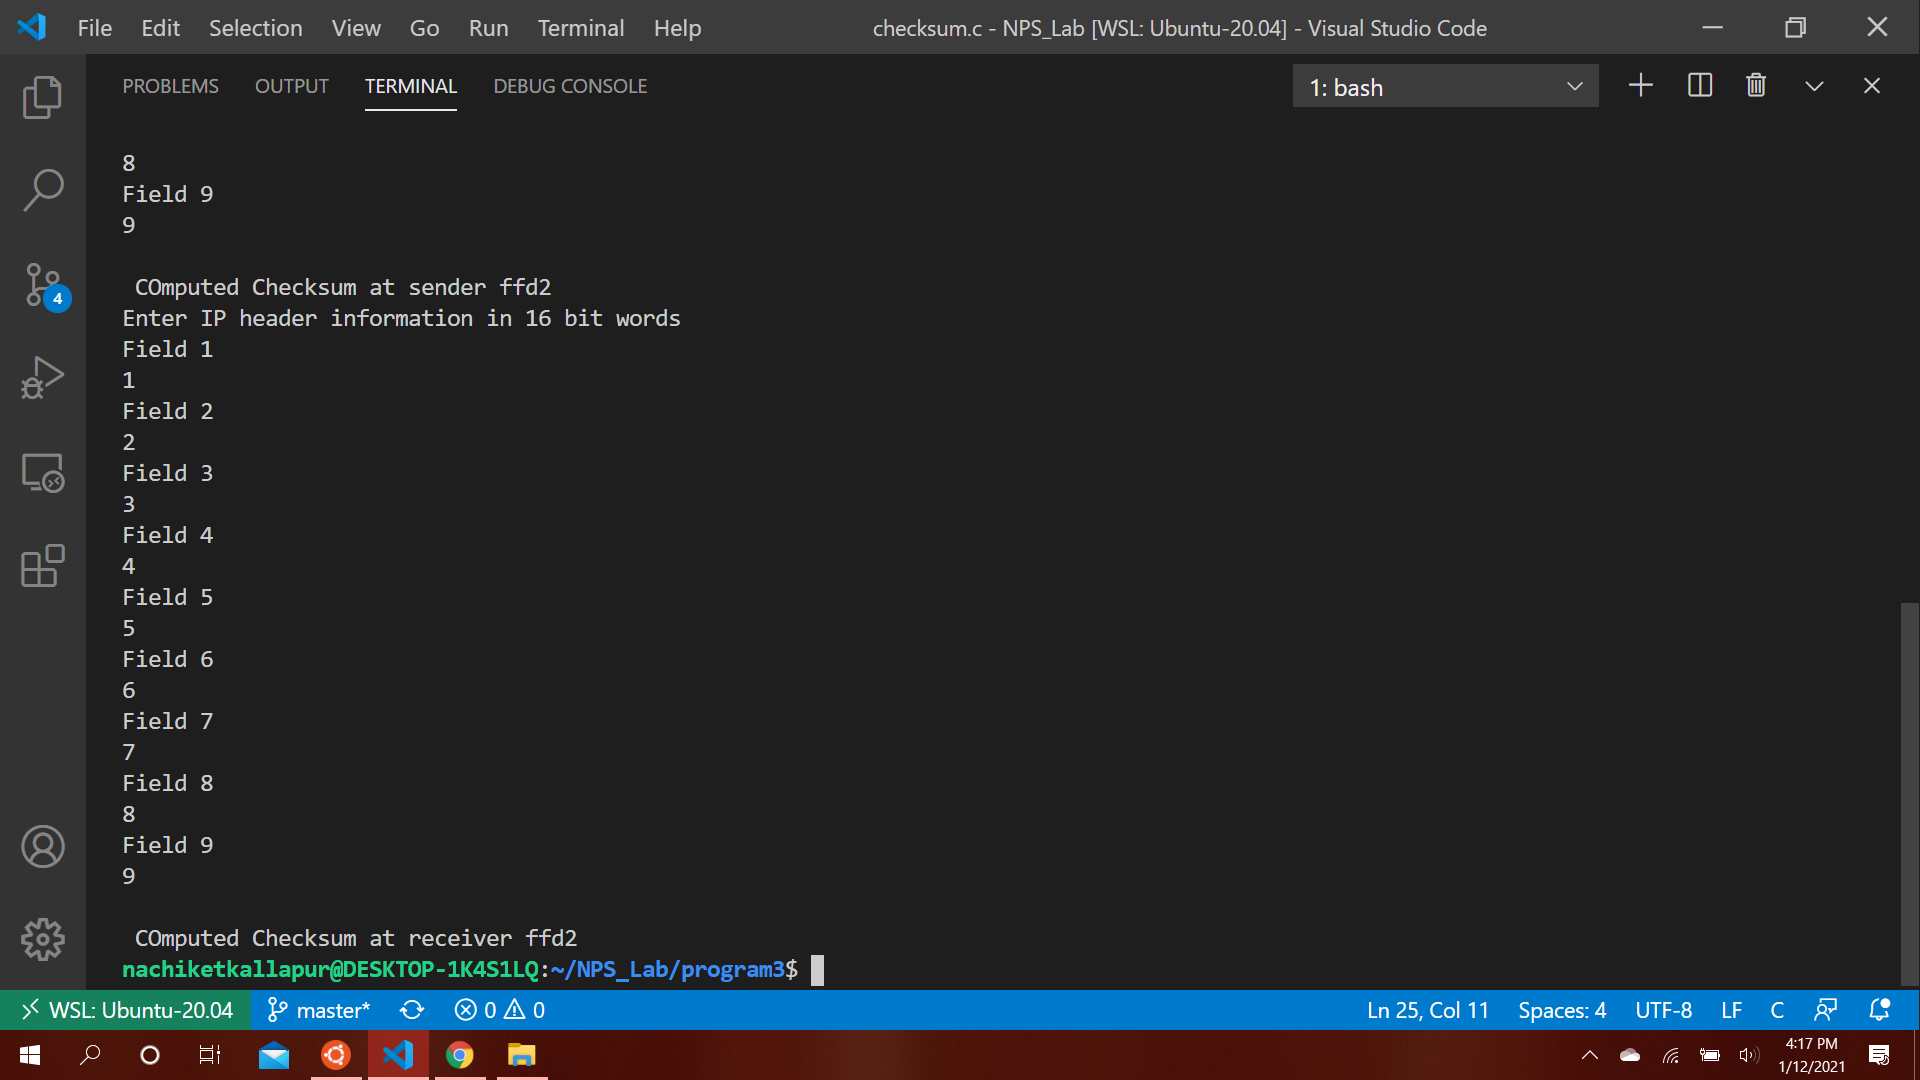 File Edit Selection View Go Run Terminal Help
checksum.c - NPS_Lab [WSL: Ubuntu-20.04] - Visual Studio Code
PROBLEMS OUTPUT TERMINAL DEBUG CONSOLE
1: bash
8
Field 9
9
COmputed Checksum at sender ffd2
Enter IP header information in 16 bit words
Field 1
1
Field 2
2
Field 3
3
Field 4
4
Field 5
5
Field 6
6
Field 7
7
Field 8
8
Field 9
9
COmputed Checksum at receiver ffd2
nachiketkallapur@DESKTOP-1K4S1LQ:~/NPS_Lab/program3$
4
WSL: Ubuntu-20.04 master* 0 0 Ln 25, Col 11 Spaces: 4 UTF-8 LF C
4:17 PM
1/12/2021